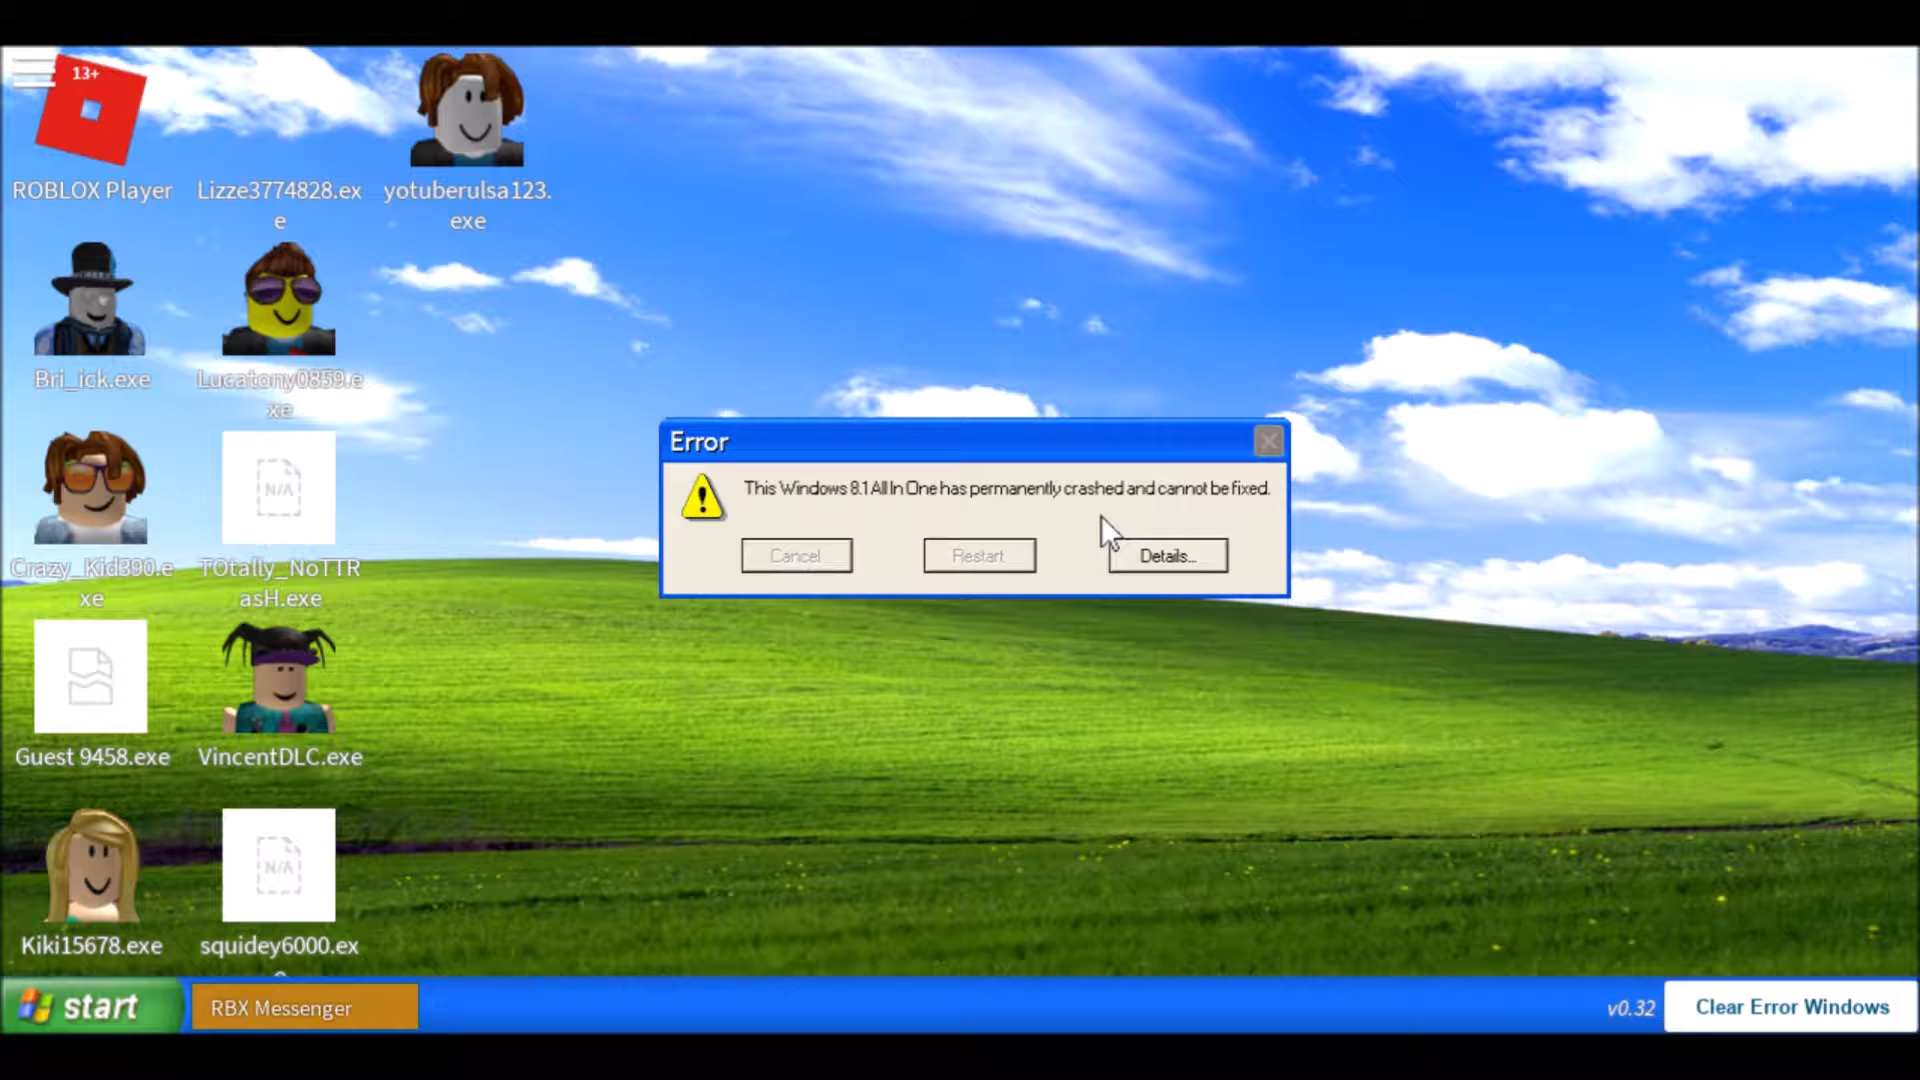 13+
ROBLOX Player
Lizze3774828.ex
e
yotuberulsa123.
exe
Bri_ick.exe
Lucatony0859.e
xe
Crazy_Kid390.e
xe
N/A
TOtally_NoTTR
asH.exe
Guest 9458.exe
VincentDLC.exe
Kiki15678.exe
N/A
squidey6000.ex
e
Error
This Windows 8.1 All In One has permanently crashed and cannot be fixed.
Cancel
Restart
Details...
start
RBX Messenger
v0.32
Clear Error Windows